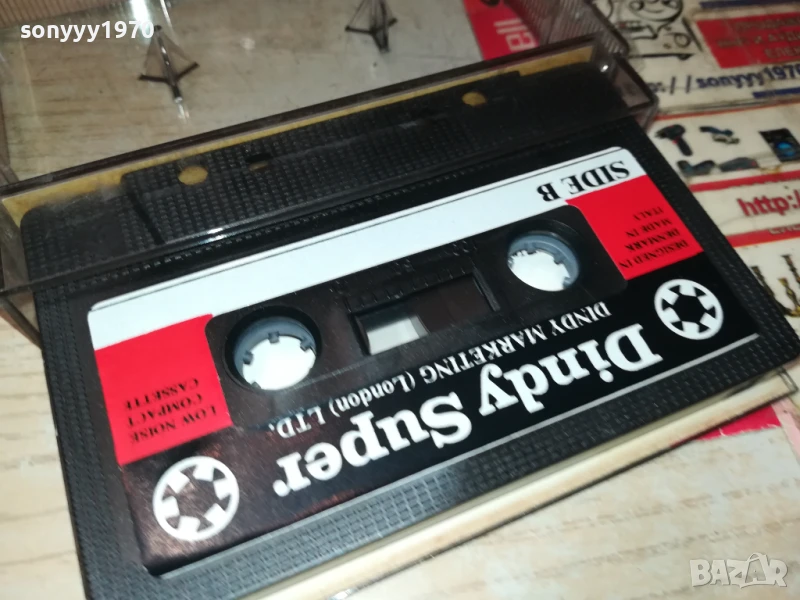 sonyyy1970
SIDE B
DESIGNED IN
DENMARK
MADE IN
ITALY
LOW NOISE
COMPACT
CASSETTE
DINDY MARKETING (London) LTD.
Dindy Super
sonyyy1970
http:/
BAZAR